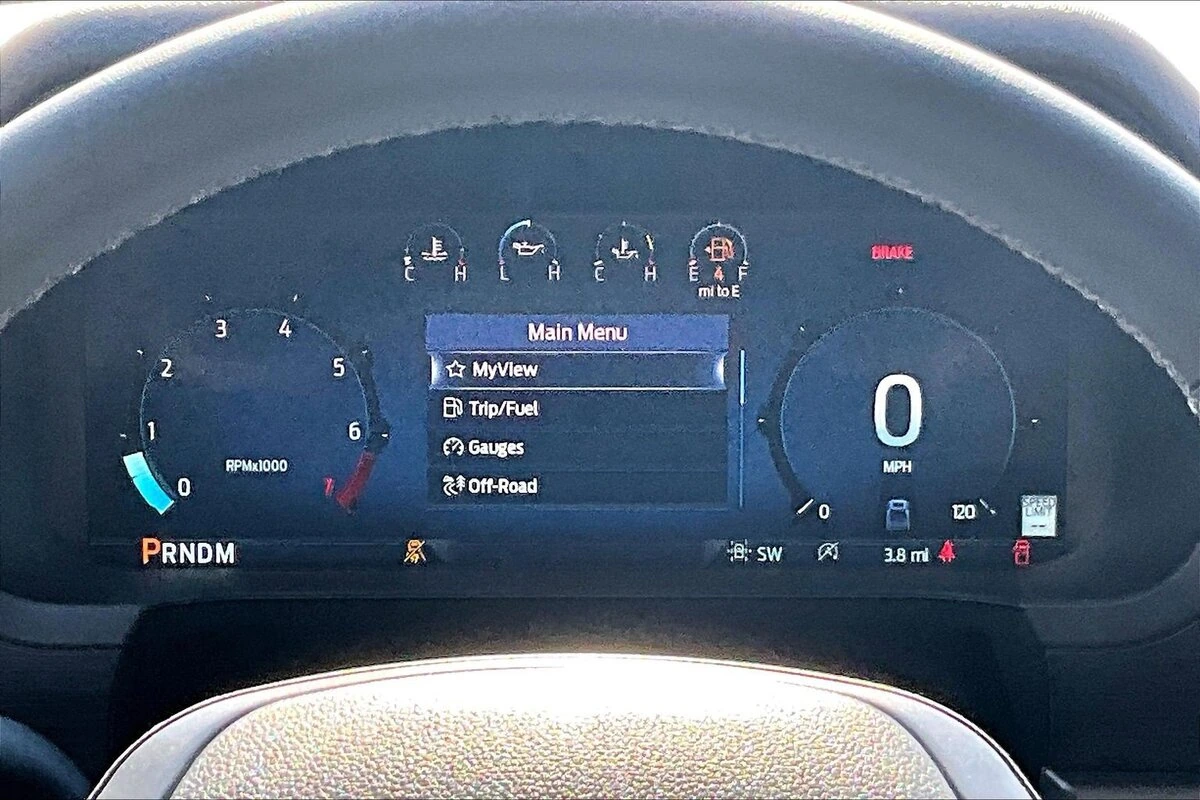 C H
L H
C H
E 4 F
mi to E
BRAKE
0 1 2 3 4 5 6 7
RPMx1000
Main Menu
MyView
Trip/Fuel
Gauges
Off-Road
0
MPH
0 120
SPEED
LIMIT
--
PRNDM
SW
3.8 mi